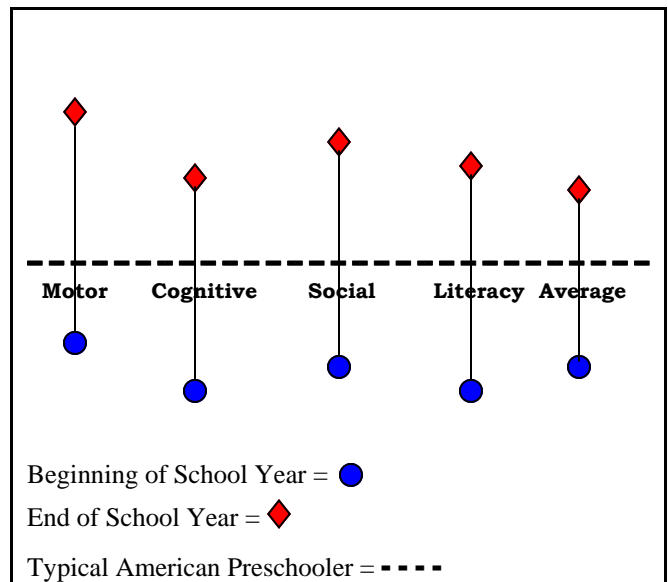 Motor Cognitive Social Literacy Average
Beginning of School Year =
End of School Year =
Typical American Preschooler =